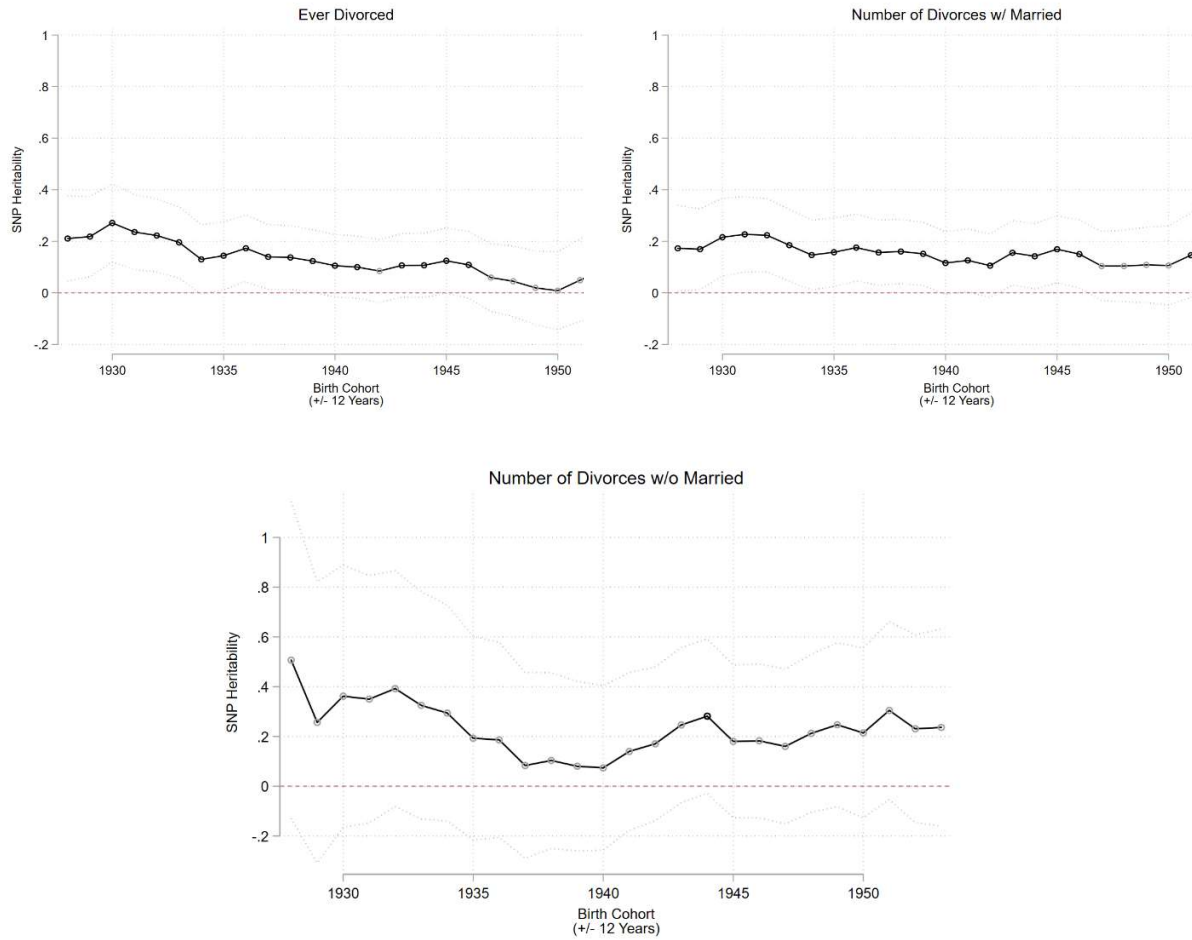 Ever Divorced
1
.8
.6
.4
.2
0
-.2
SNP Heritability
1930 1935 1940 1945 1950
Birth Cohort
(+/- 12 Years)
Number of Divorces w/ Married
1
.8
.6
.4
.2
0
-.2
SNP Heritability
1930 1935 1940 1945 1950
Birth Cohort
(+/- 12 Years)
Number of Divorces w/o Married
1
.8
.6
.4
.2
0
-.2
SNP Heritability
1930 1935 1940 1945 1950
Birth Cohort
(+/- 12 Years)